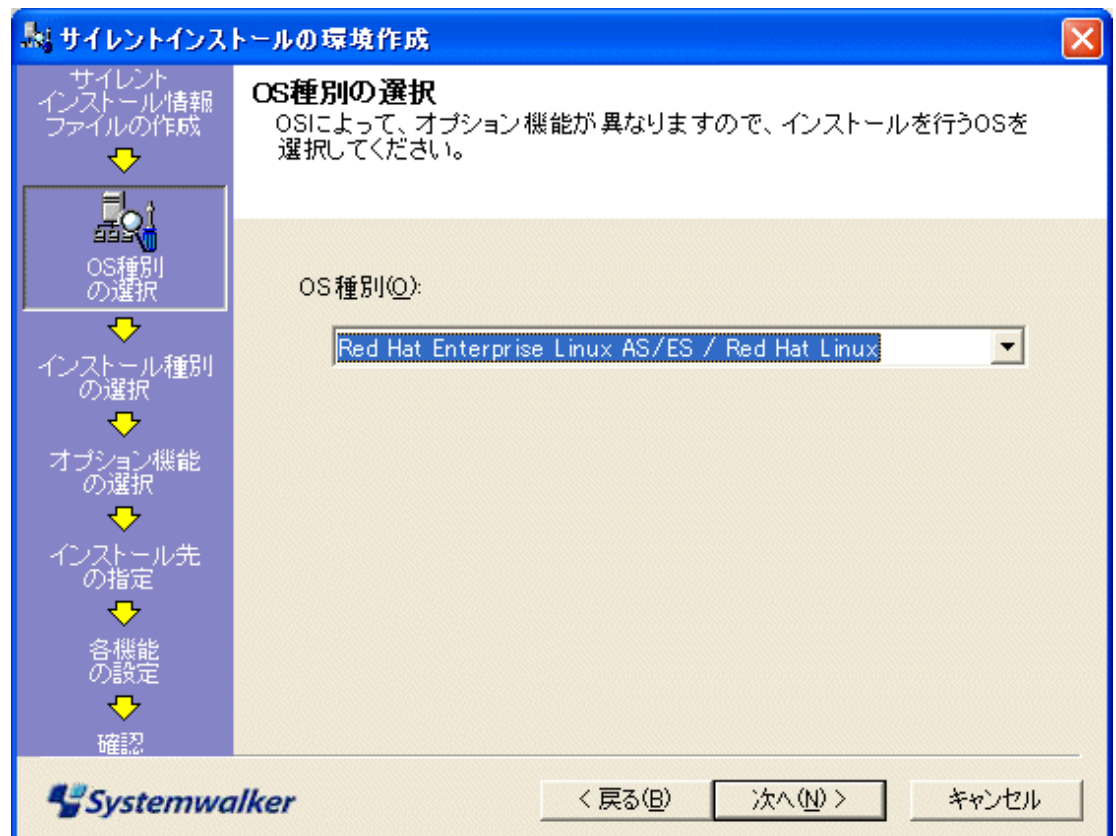 サイレントインストールの環境作成
サイレント
インストール情報
ファイルの作成
OS種別
の選択
インストール種別
の選択
オプション機能
の選択
インストール先
の指定
各機能
の設定
確認
OS種別の選択
OSによって、オプション機能が異なりますので、インストールを行うOSを
選択してください。
OS種別(O):
Red Hat Enterprise Linux AS/ES / Red Hat Linux
Systemwalker
< 戻る(B)
次へ(N) >
キャンセル